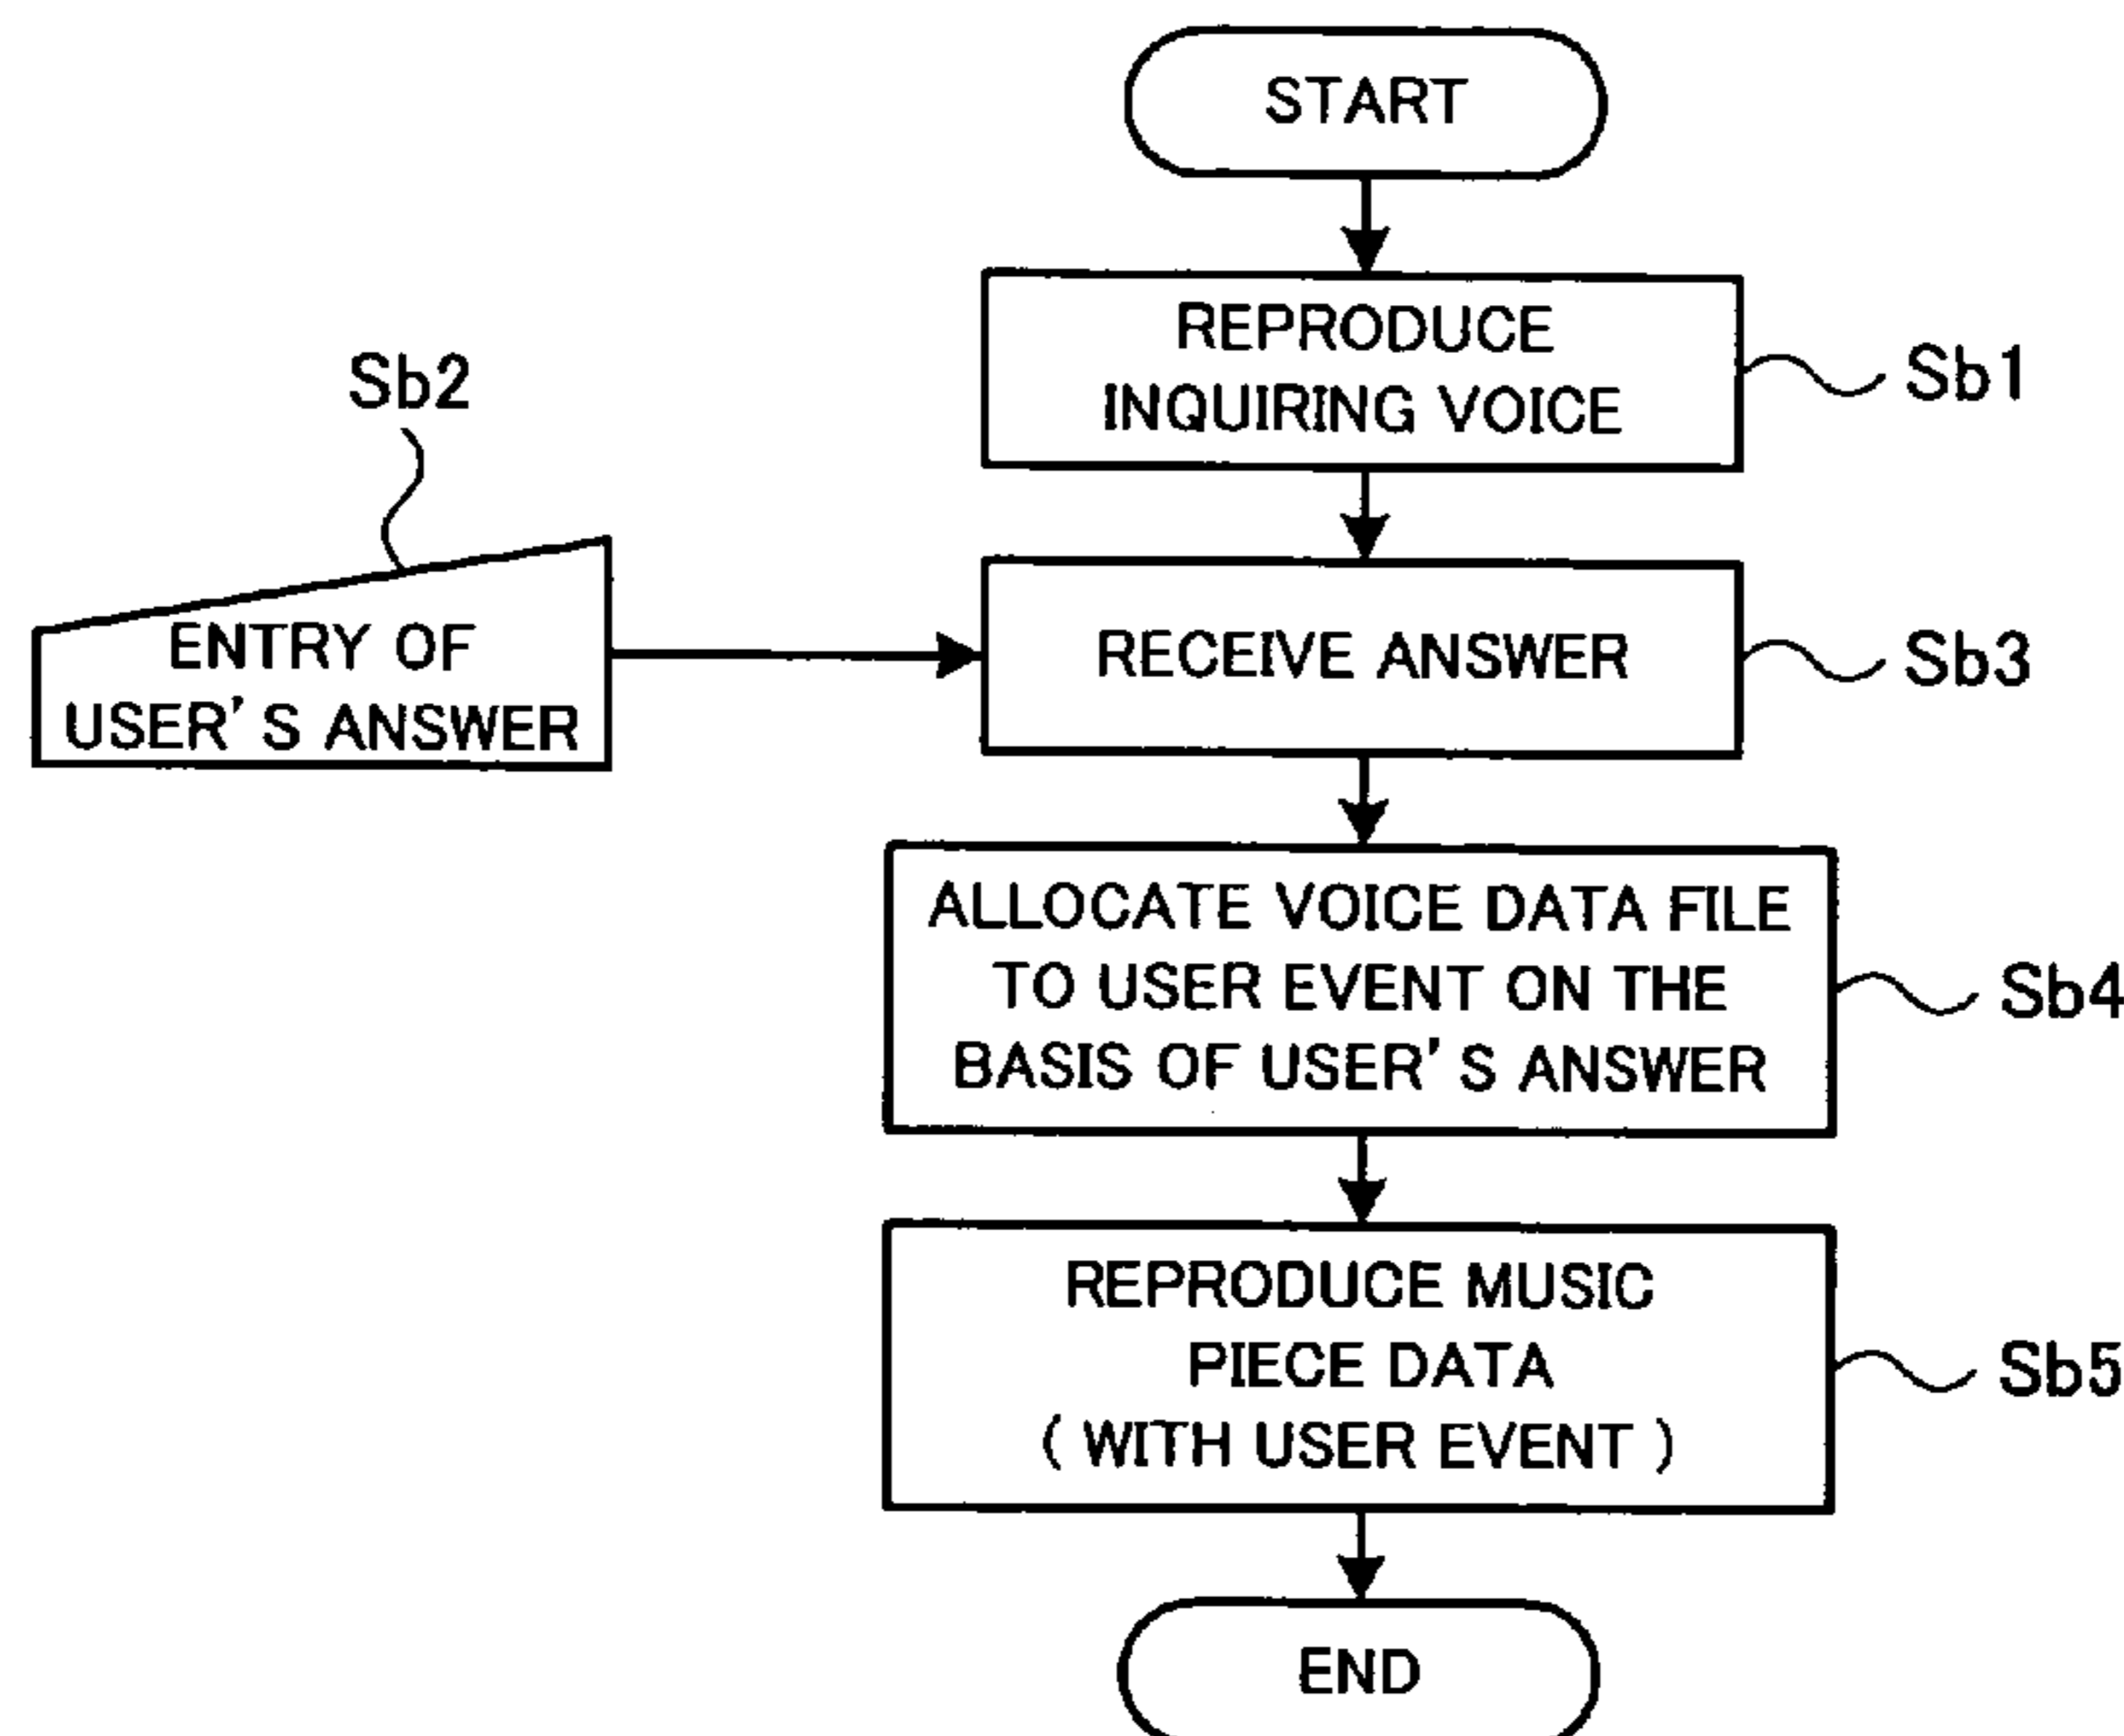 START
REPRODUCE
INQUIRING VOICE
Sb1
Sb2
ENTRY OF
USER'S ANSWER
RECEIVE ANSWER
Sb3
ALLOCATE VOICE DATA FILE
TO USER EVENT ON THE
BASIS OF USER'S ANSWER
Sb4
REPRODUCE MUSIC
PIECE DATA
( WITH USER EVENT )
Sb5
END